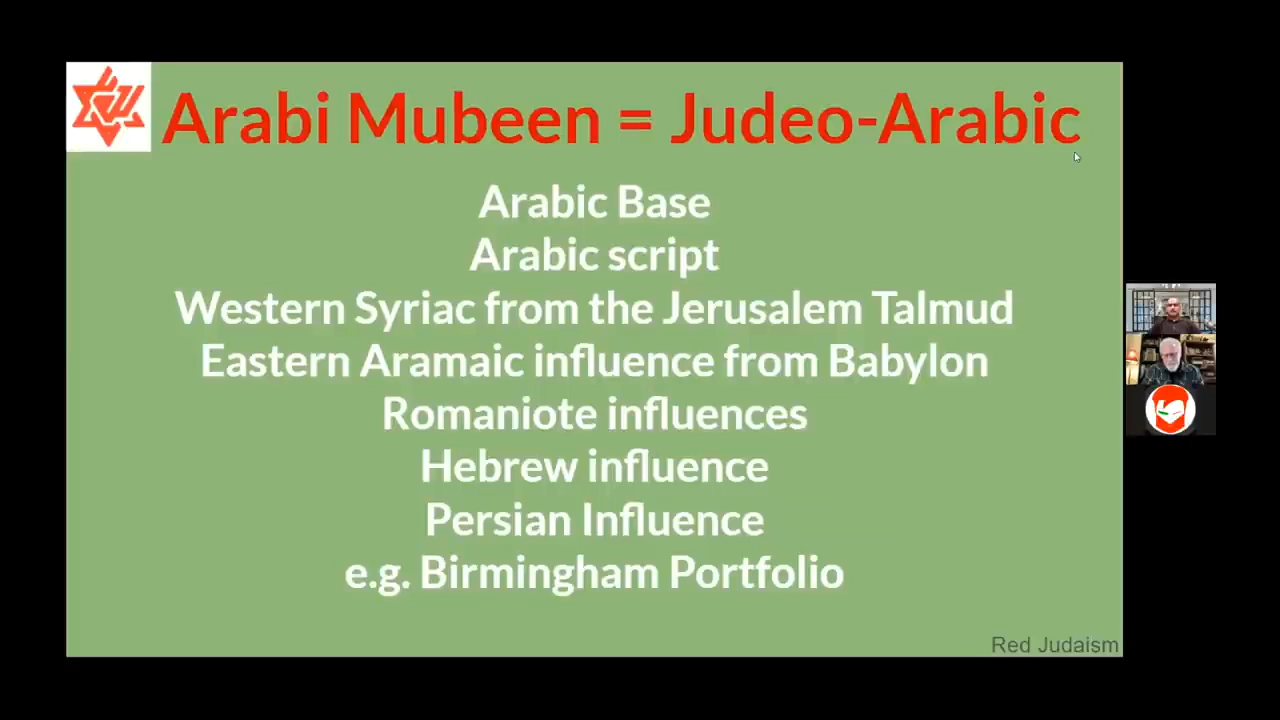 Arabi Mubeen = Judeo-Arabic
Arabic Base
Arabic script
Western Syriac from the Jerusalem Talmud
Eastern Aramaic influence from Babylon
Romaniote influences
Hebrew influence
Persian Influence
e.g. Birmingham Portfolio
Red Judaism